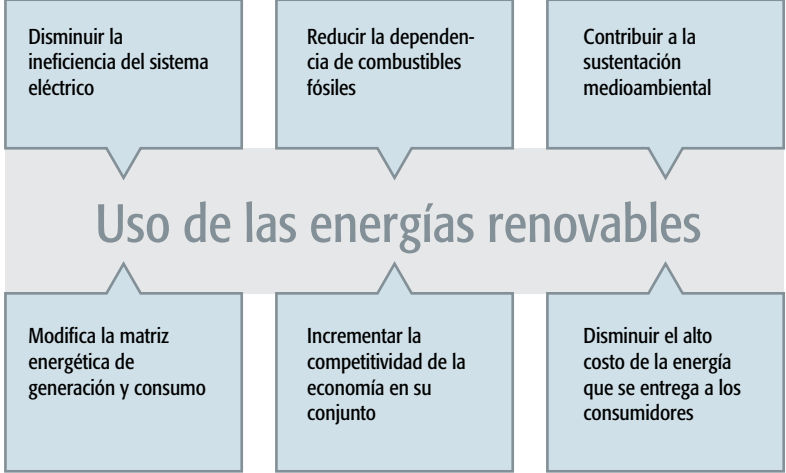 Disminuir la
ineficiencia del sistema
eléctrico
Reducir la dependen-
cia de combustibles
fósiles
Contribuir a la
sustentación
medioambiental
Uso de las energías renovables
Modifica la matriz
energética de
generación y consumo
Incrementar la
competitividad de la
economía en su
conjunto
Disminuir el alto
costo de la energía
que se entrega a los
consumidores